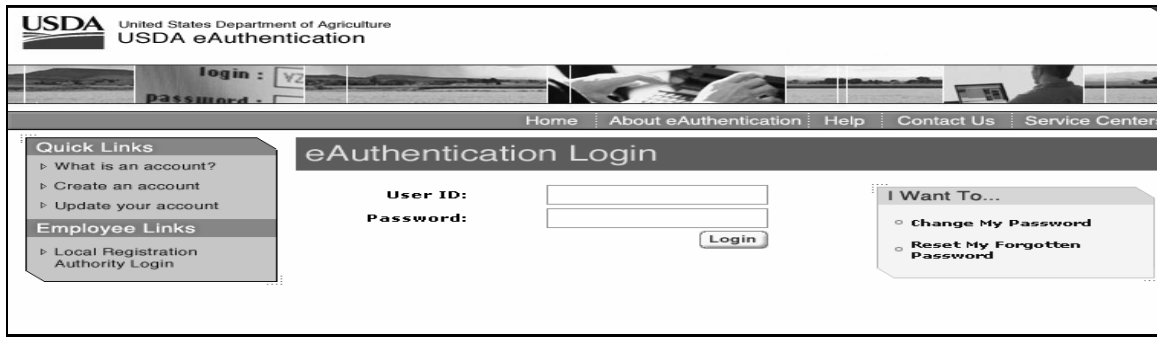 USDA
United States Department of Agriculture
USDA eAuthentication
login :
password :
Home
About eAuthentication
Help
Contact Us
Service Centers
Quick Links
What is an account?
Create an account
Update your account
Employee Links
Local Registration
Authority Login
eAuthentication Login
User ID:
Password:
Login
I Want To...
Change My Password
Reset My Forgotten
Password